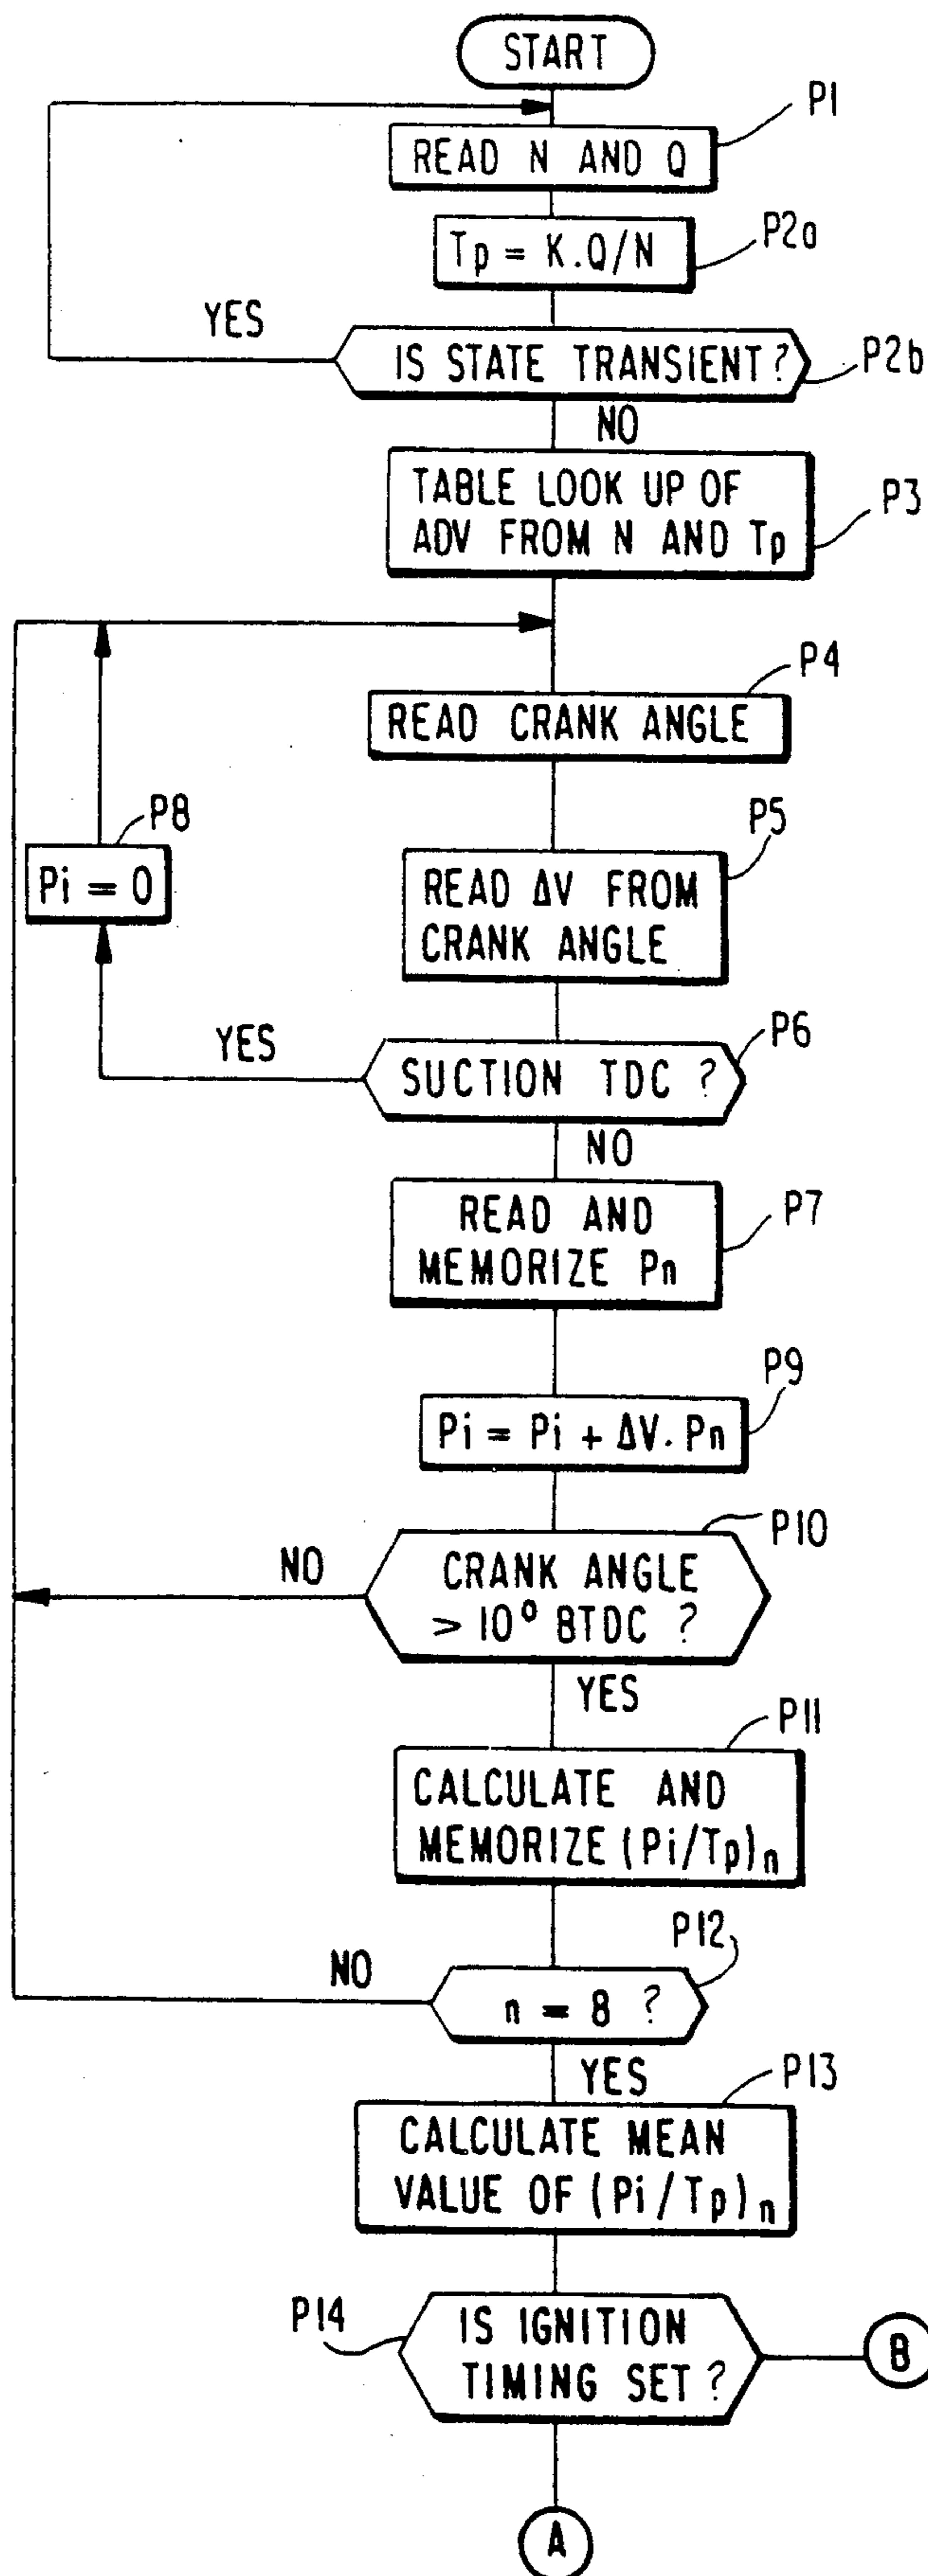 START
P1
READ N AND Q
P2a
Tp = K.Q/N
YES
IS STATE TRANSIENT?
P2b
NO
TABLE LOOK UP OF
ADV FROM N AND Tp
P3
P4
READ CRANK ANGLE
P8
P5
Pi = 0
READ ΔV FROM
CRANK ANGLE
YES
P6
SUCTION TDC ?
NO
READ AND
MEMORIZE Pn
P7
P9
Pi = Pi + ΔV. Pn
P10
NO
CRANK ANGLE
> 10° BTDC ?
YES
P11
CALCULATE AND
MEMORIZE (Pi/Tp)n
P12
NO
n = 8 ?
YES
P13
CALCULATE MEAN
VALUE OF (Pi/Tp)n
P14
IS IGNITION
TIMING SET?
B
A